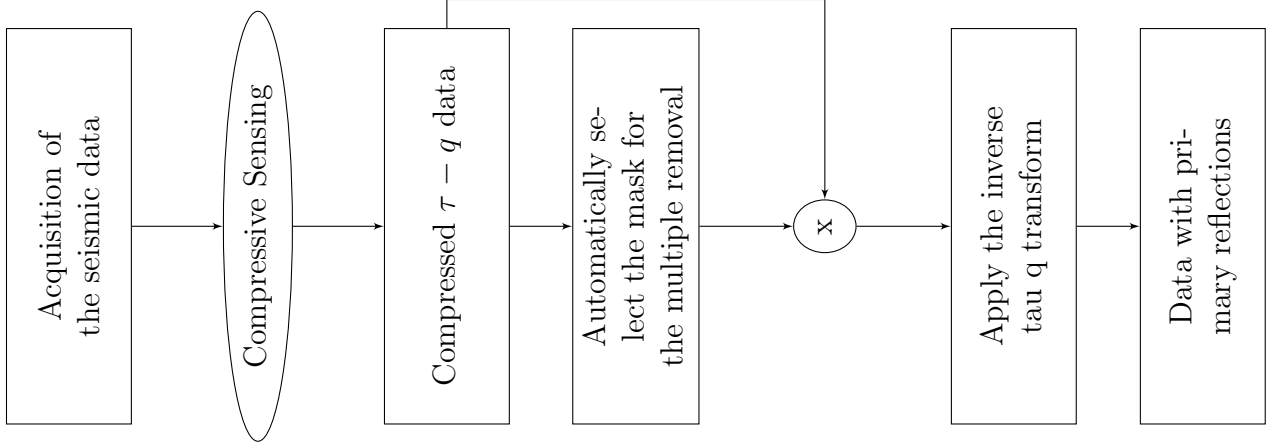 Acquisition of
the seismic data
Compressive Sensing
Compressed τ − q data
Automatically se-
lect the mask for
the multiple removal
x
Apply the inverse
tau q transform
Data with pri-
mary reflections